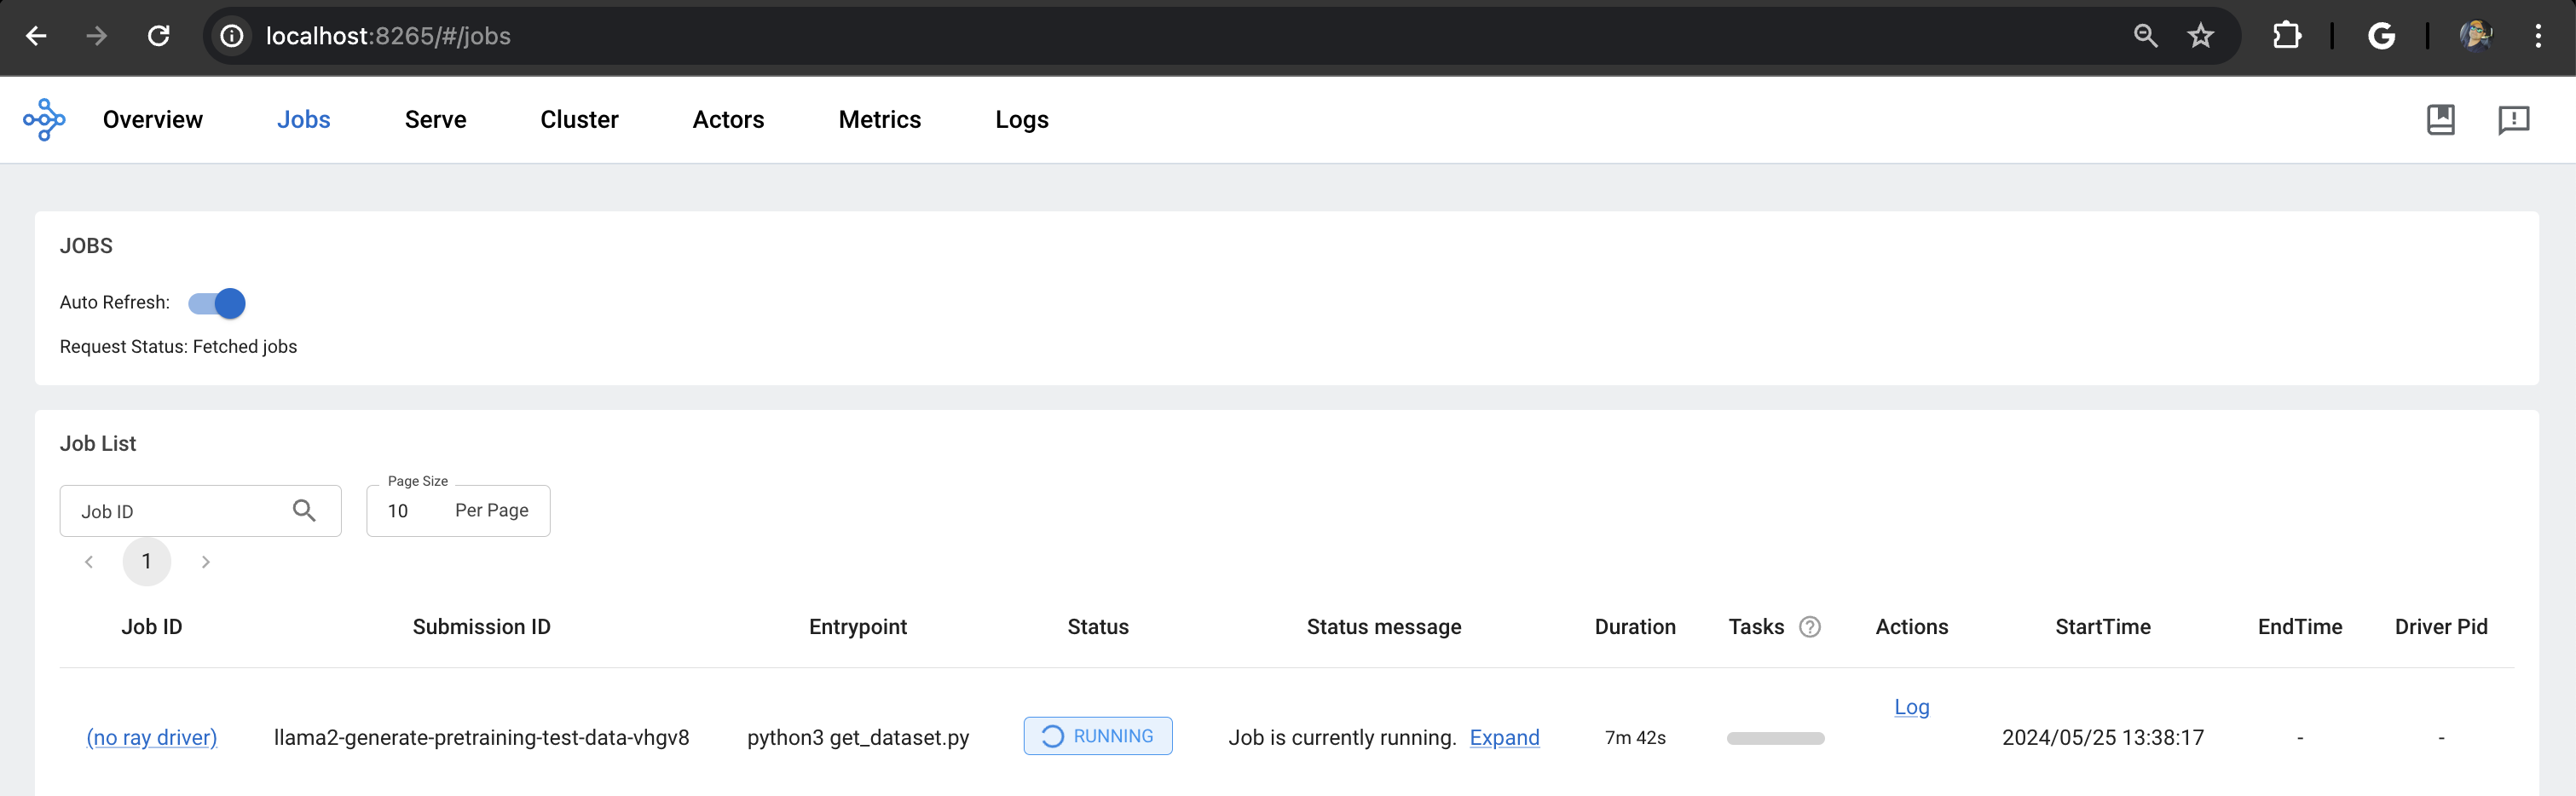 localhost:8265/#/jobs
Overview Jobs Serve Cluster Actors Metrics Logs
JOBS
Auto Refresh:
Request Status: Fetched jobs
Job List
Page Size
Job ID 10 Per Page
1
Job ID Submission ID Entrypoint Status Status message Duration Tasks Actions StartTime EndTime Driver Pid
Log
(no ray driver) llama2-generate-pretraining-test-data-vhgv8 python3 get_dataset.py RUNNING Job is currently running. Expand 7m 42s 2024/05/25 13:38:17 - -